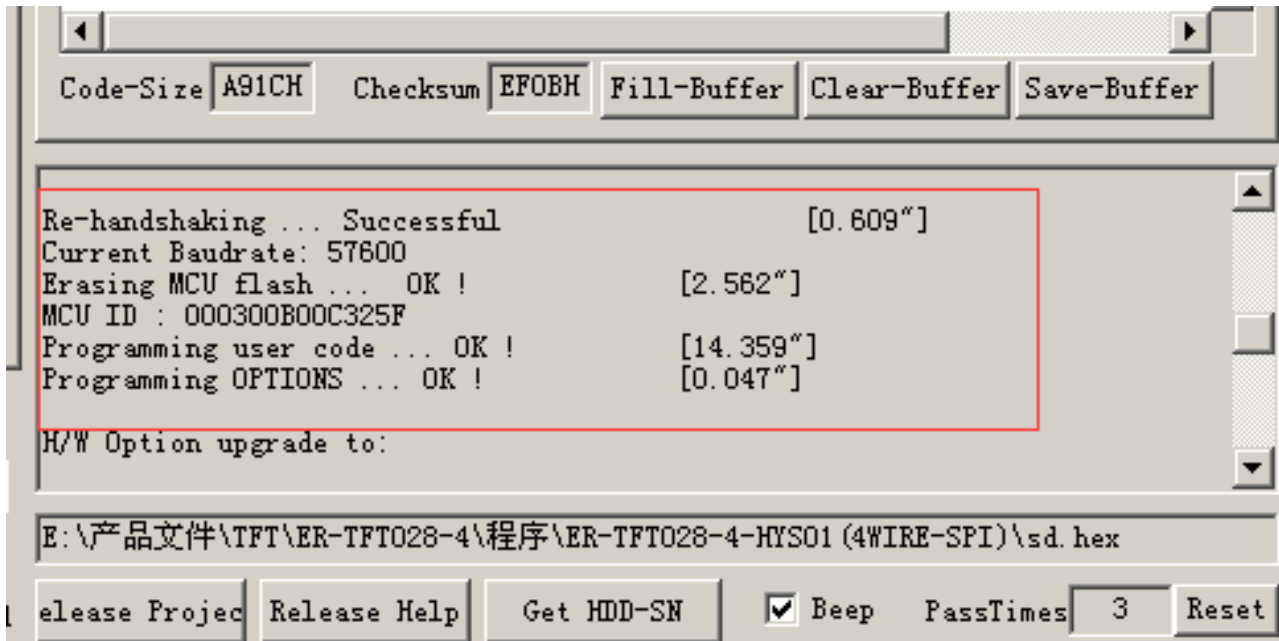 Code-Size A91CH Checksum EF0BH Fill-Buffer Clear-Buffer Save-Buffer
Re-handshaking ... Successful [0.609"]
Current Baudrate: 57600
Erasing MCU flash ... OK ! [2.562"]
MCU ID : 000300B00C325F
Programming user code ... OK ! [14.359"]
Programming OPTIONS ... OK ! [0.047"]
H/W Option upgrade to:
E:\产品文件\TFT\ER-TFT028-4\程序\ER-TFT028-4-HYS01(4WIRE-SPI)\sd.hex
elease Projec Release Help Get HDD-SN Beep PassTimes 3 Reset